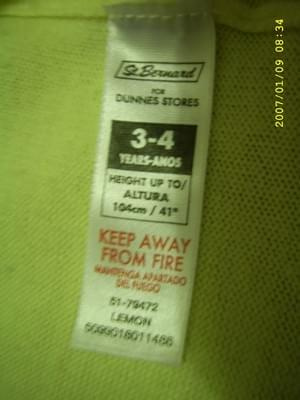 St. Bernard
FOR
DUNNES STORES
3-4
YEARS-ANOS
HEIGHT UP TO/
ALTURA
104cm / 41"
KEEP AWAY
FROM FIRE
MANTENGA APARTADO
DEL FUEGO
51-79472
LEMON
5099018011486
2007/01/09 08:34